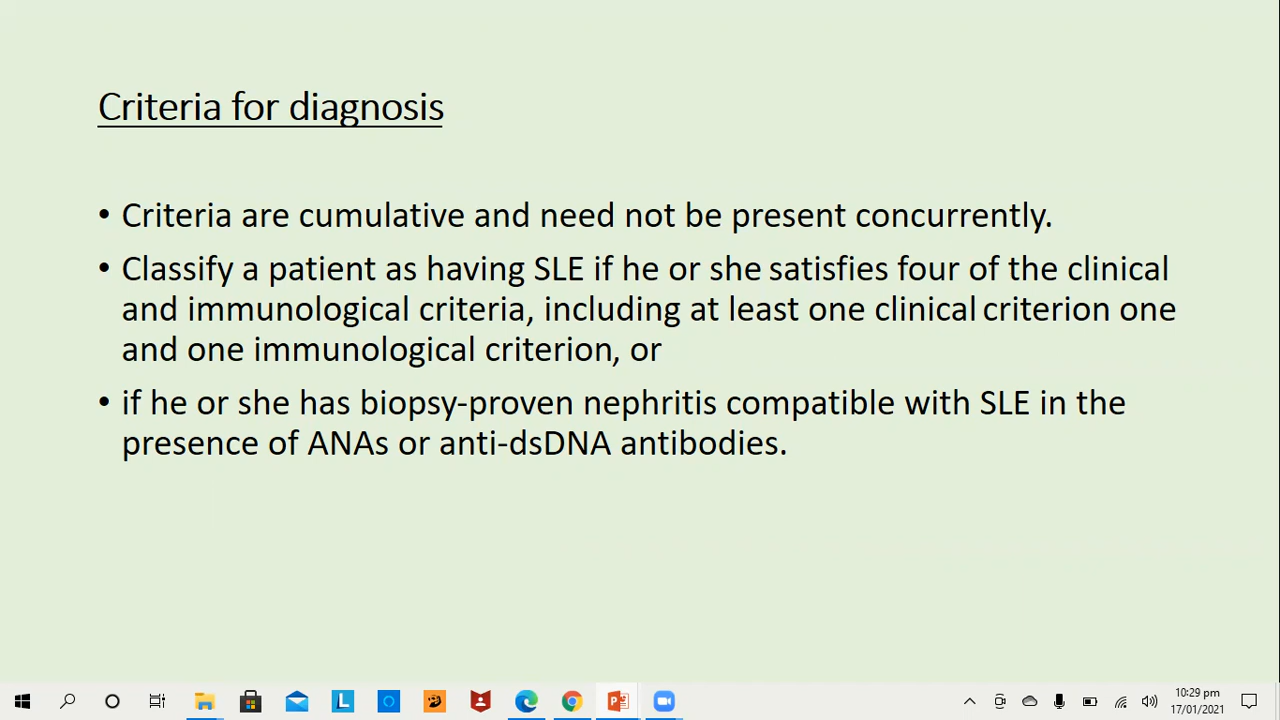 Criteria for diagnosis
• Criteria are cumulative and need not be present concurrently.
• Classify a patient as having SLE if he or she satisfies four of the clinical
and immunological criteria, including at least one clinical criterion one
and one immunological criterion, or
• if he or she has biopsy-proven nephritis compatible with SLE in the
presence of ANAs or anti-dsDNA antibodies.
L
10:29 pm
17/01/2021